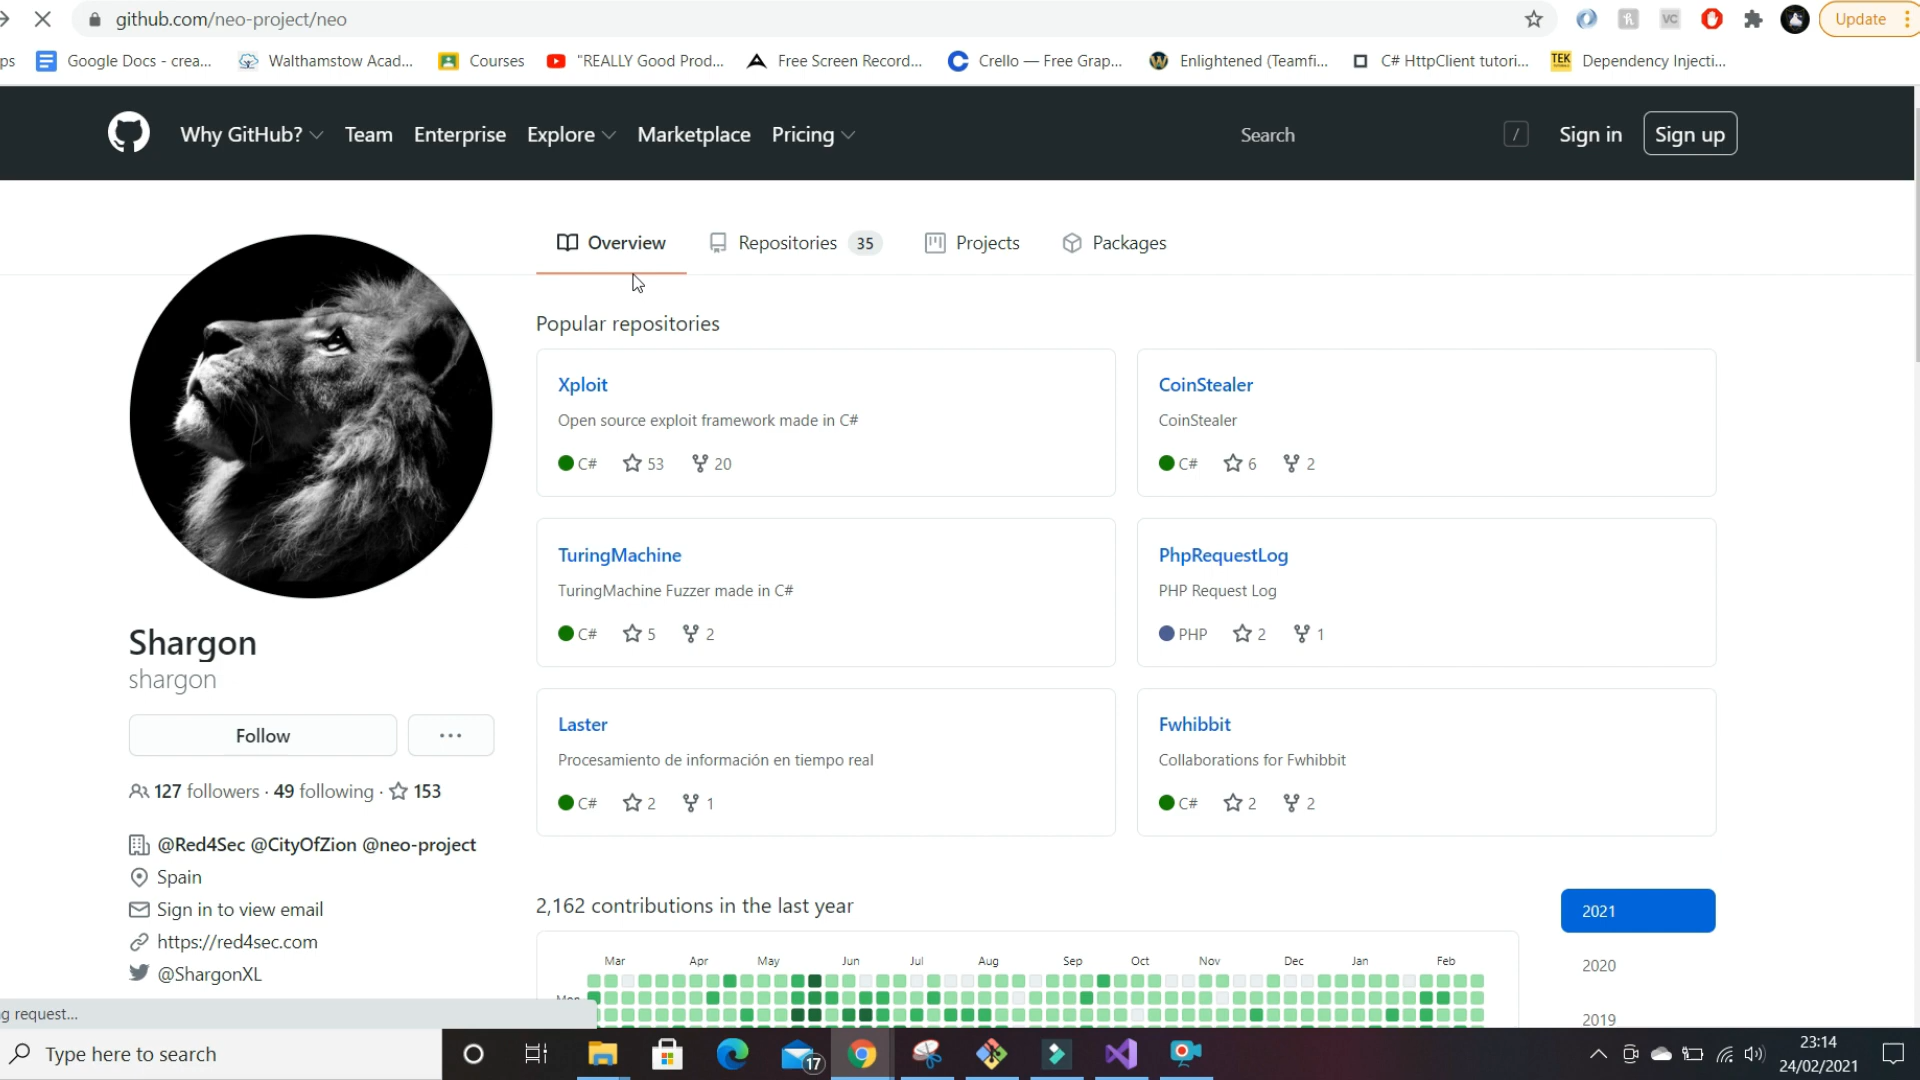 github.com/neo-project/neo
Update
ps
Google Docs - crea...
Walthamstow Acad...
Courses
"REALLY Good Prod...
Free Screen Record...
Crello — Free Grap...
Enlightened (Teamfi...
C# HttpClient tutori...
TEK
Dependency Injecti...
Why GitHub?
Team
Enterprise
Explore
Marketplace
Pricing
Search
/
Sign in
Sign up
Overview
Repositories 35
Projects
Packages
Popular repositories
Xploit
Open source exploit framework made in C#
C# 53 20
CoinStealer
CoinStealer
C# 6 2
TuringMachine
TuringMachine Fuzzer made in C#
C# 5 2
PhpRequestLog
PHP Request Log
PHP 2 1
Laster
Procesamiento de información en tiempo real
C# 2 1
Fwhibbit
Collaborations for Fwhibbit
C# 2 2
Shargon
shargon
Follow
...
127 followers · 49 following · 153
@Red4Sec @CityOfZion @neo-project
Spain
Sign in to view email
https://red4sec.com
@ShargonXL
2,162 contributions in the last year
Mar Apr May Jun Jul Aug Sep Oct Nov Dec Jan Feb
Mon
2021
2020
2019
g request...
Type here to search
17
23:14
24/02/2021